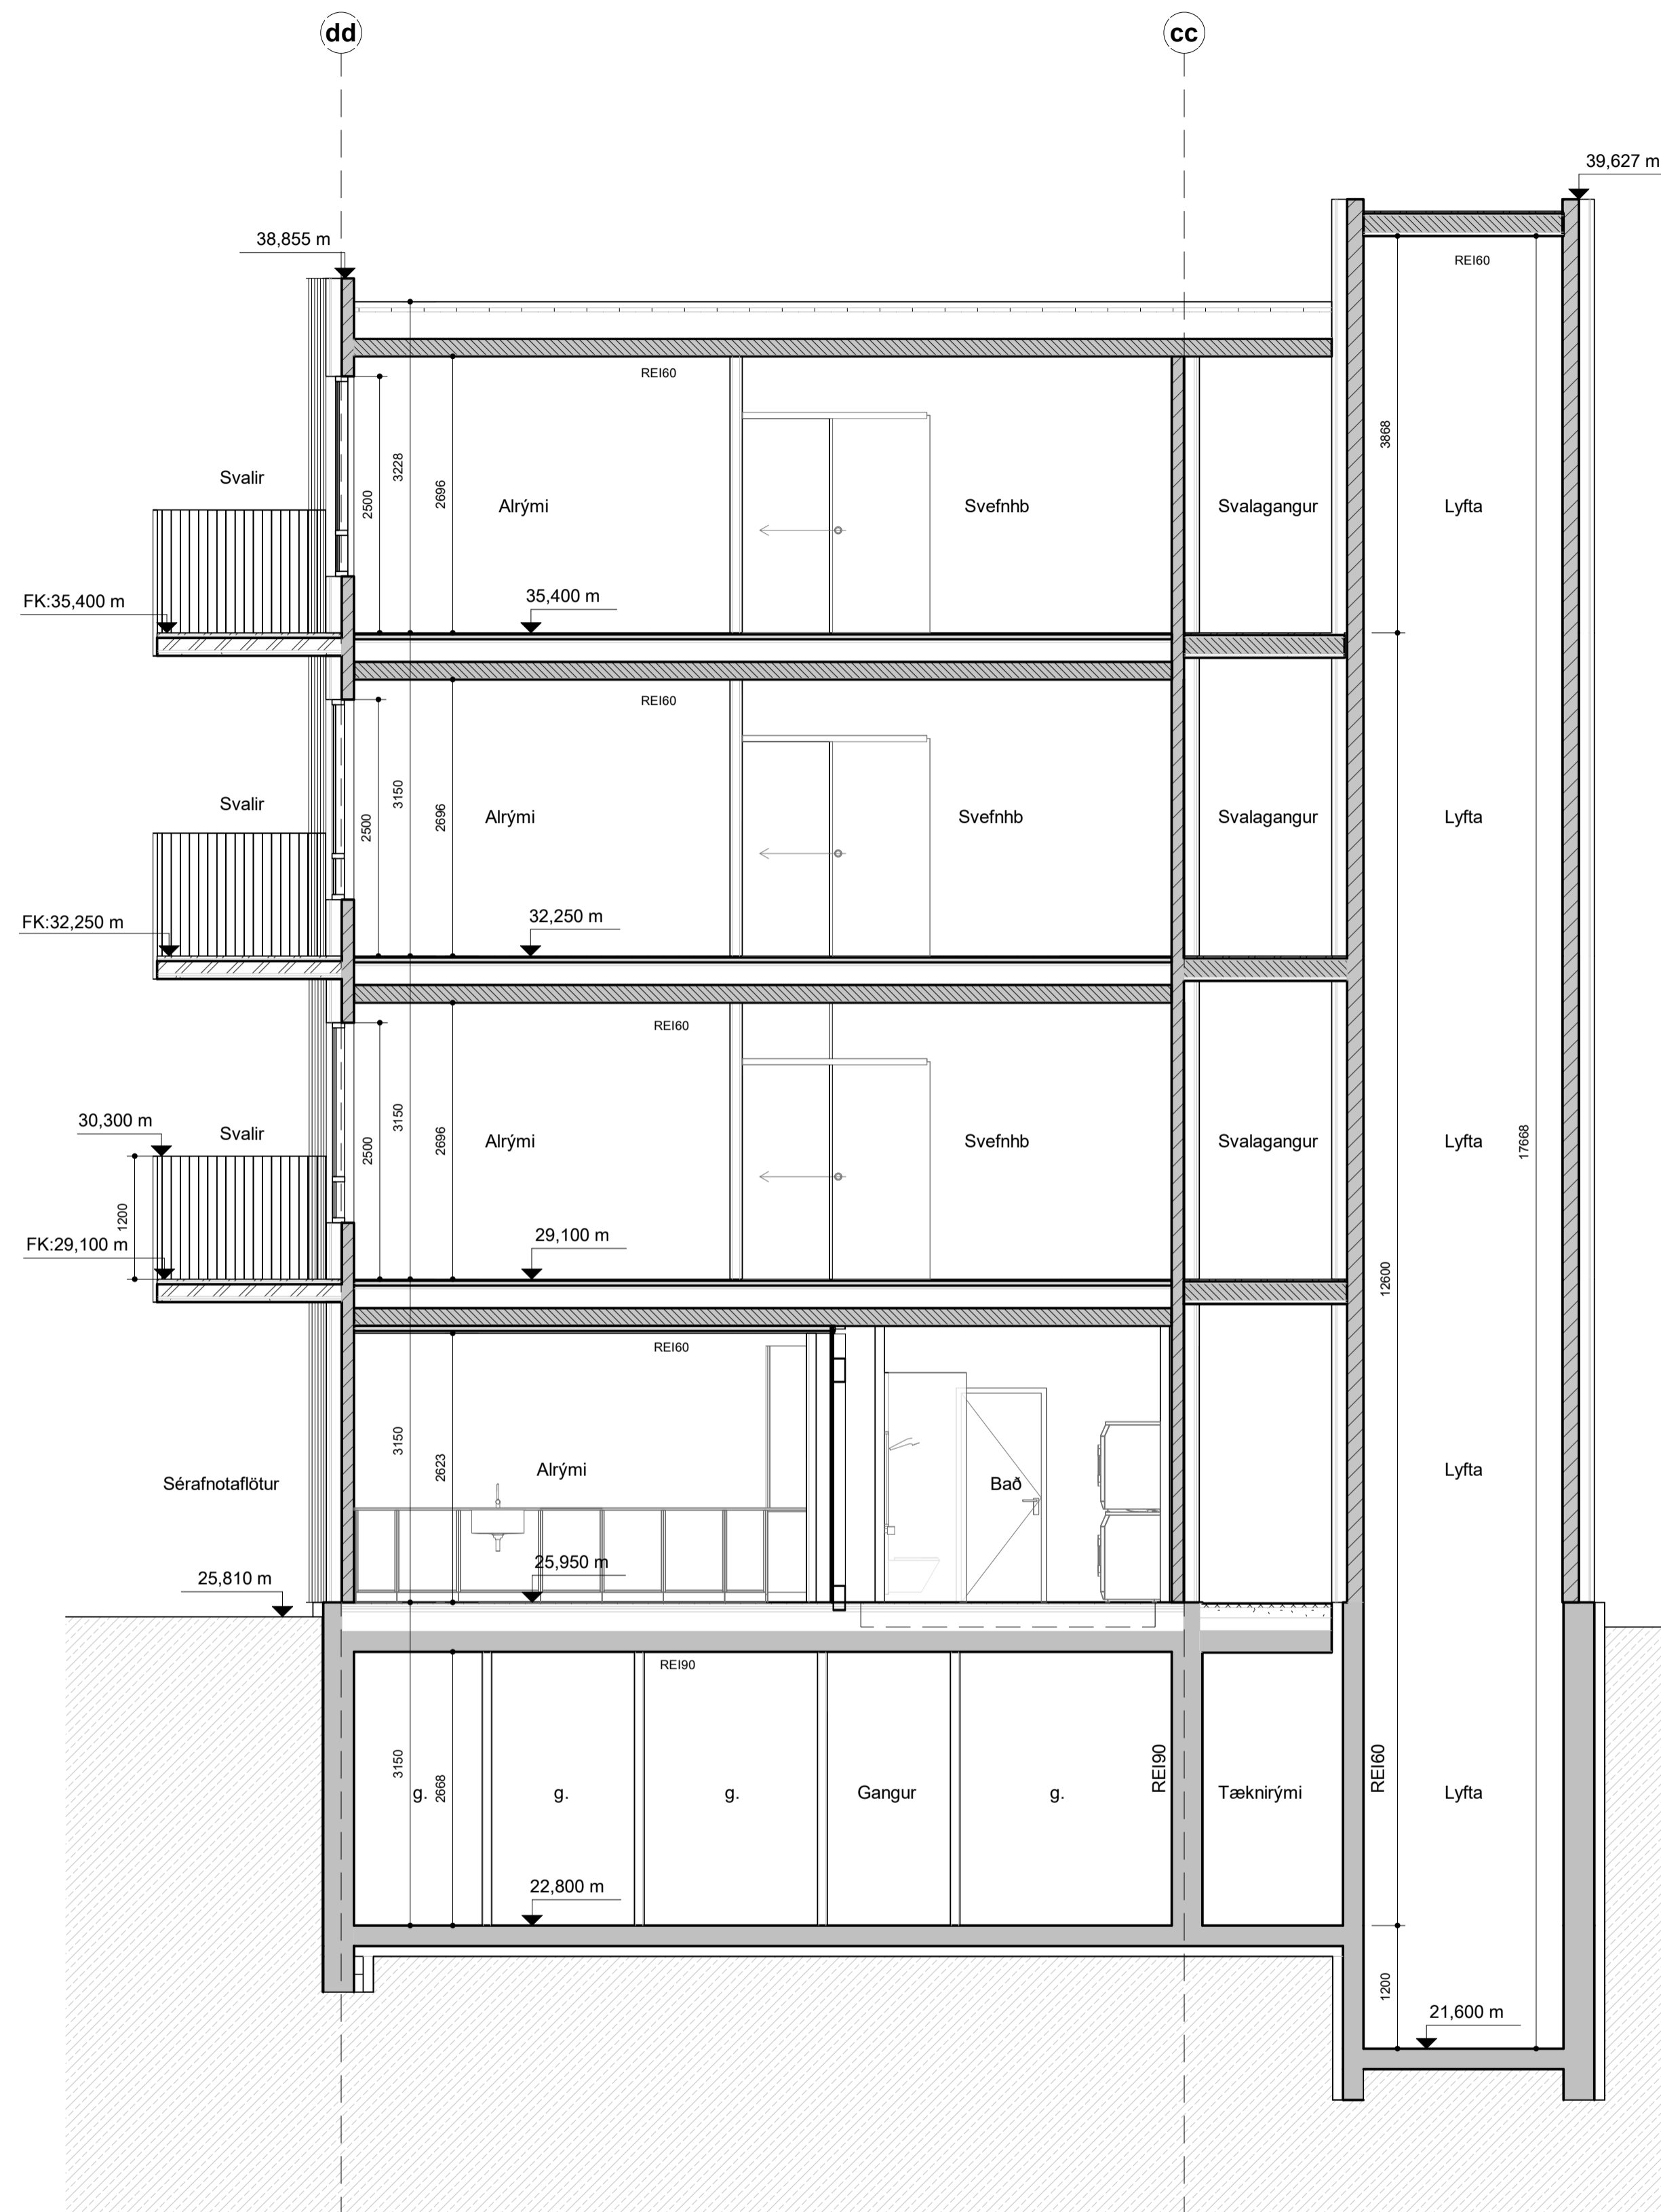 dd
cc
39,627 m
38,855 m
REI60
REI60
3868
3228
Svalir
2500
2696
Alrými
Svefnhb
Svalagangur
Lyfta
35,400 m
FK:35,400 m
REI60
Svalir
2500
3150
2696
Alrými
Svefnhb
Svalagangur
Lyfta
32,250 m
FK:32,250 m
REI60
30,300 m
Svalir
2500
3150
2696
Alrými
Svefnhb
Svalagangur
Lyfta
17668
1200
29,100 m
FK:29,100 m
12600
REI60
3150
2623
Sérafnotaflötur
Alrými
Bað
Lyfta
25,950 m
25,810 m
REI90
3150
2668
g.
g.
g.
Gangur
g.
REI90
Tæknirými
REI60
Lyfta
22,800 m
1200
21,600 m